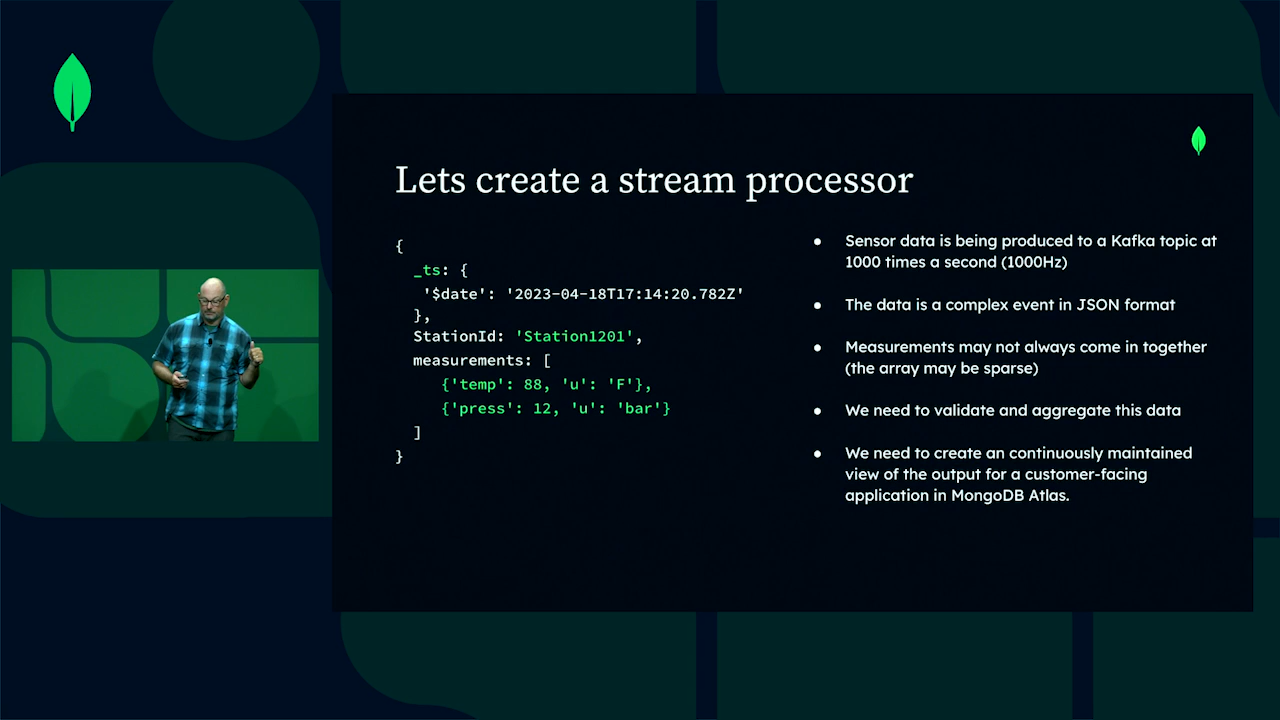 Lets create a stream processor
{
_ts: {
'$date': '2023-04-18T17:14:20.782Z'
},
StationId: 'Station1201',
measurements: [
{'temp': 88, 'u': 'F'},
{'press': 12, 'u': 'bar'}
]
}
● Sensor data is being produced to a Kafka topic at
1000 times a second (1000Hz)
● The data is a complex event in JSON format
● Measurements may not always come in together
(the array may be sparse)
● We need to validate and aggregate this data
● We need to create an continuously maintained
view of the output for a customer-facing
application in MongoDB Atlas.